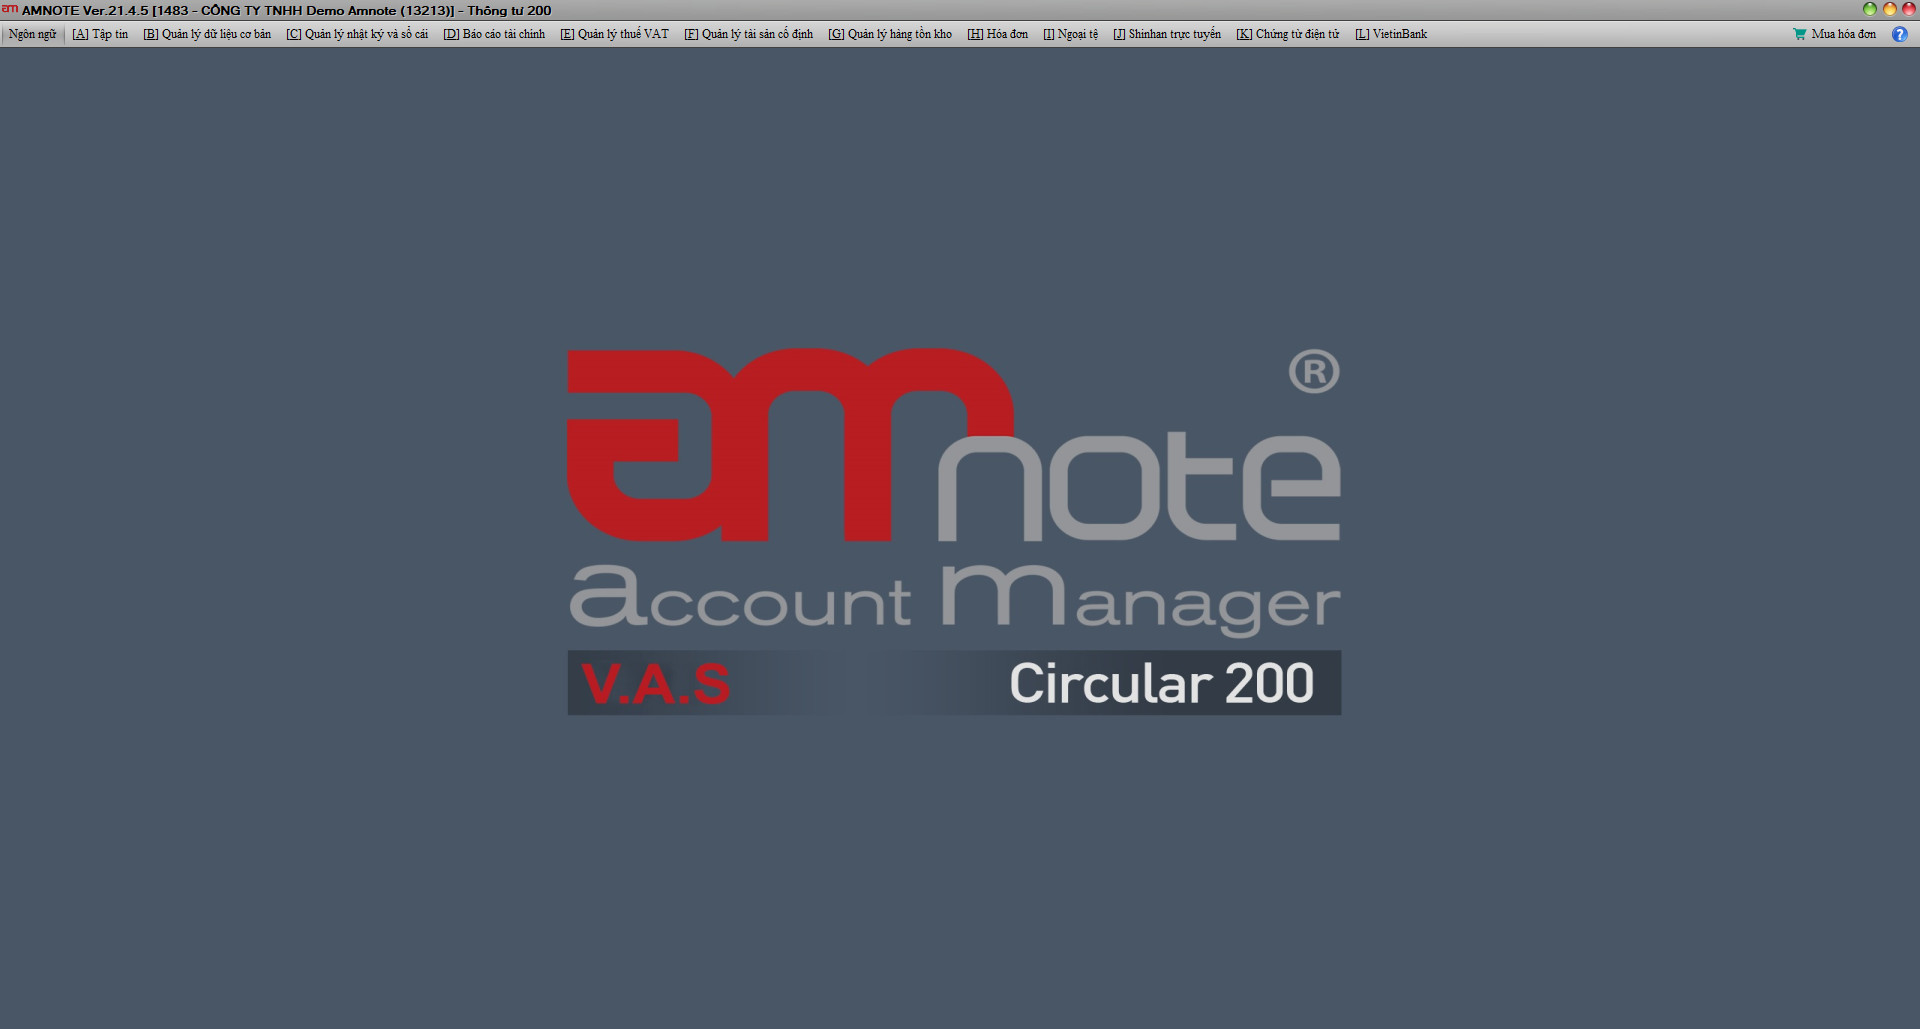 am AMNOTE Ver.21.4.5 [1483 - CÔNG TY TNHH Demo Amnote (13213)] - Thông tư 200
Ngôn ngữ [A] Tập tin [B] Quản lý dữ liệu cơ bản [C] Quản lý nhật ký và sổ cái [D] Báo cáo tài chính [E] Quản lý thuế VAT [F] Quản lý tài sản cố định [G] Quản lý hàng tồn kho [H] Hóa đơn [I] Ngoại tệ [J] Shinhan trực tuyến [K] Chứng từ điện tử [L] VietinBank Mua hóa đơn ?
amnote ®
account manager
V.A.S Circular 200